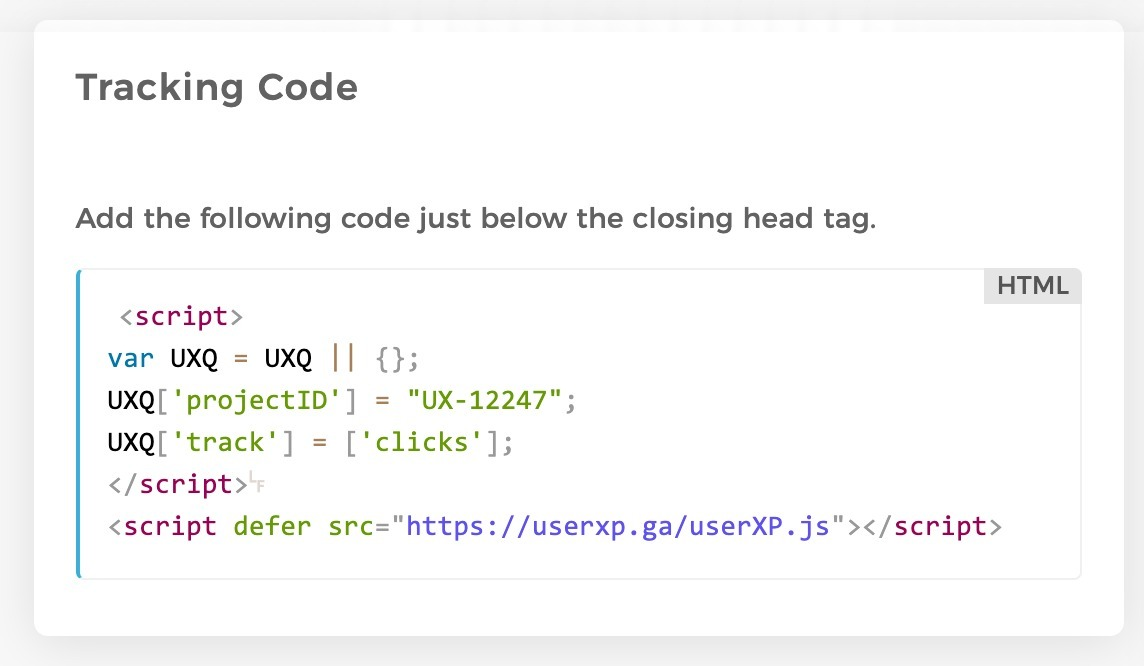 Tracking Code
Add the following code just below the closing head tag.
HTML
<script>
var UXQ = UXQ || {};
UXQ['projectID'] = "UX-12247";
UXQ['track'] = ['clicks'];
</script>␊
<script defer src="https://userxp.ga/userXP.js"></script>